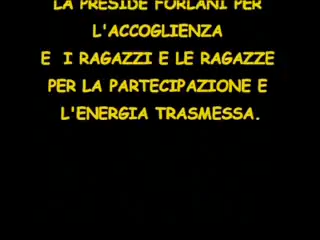 LA PRESIDE FORLANI PER
L'ACCOGLIENZA
E I RAGAZZI E LE RAGAZZE
PER LA PARTECIPAZIONE E
L'ENERGIA TRASMESSA.